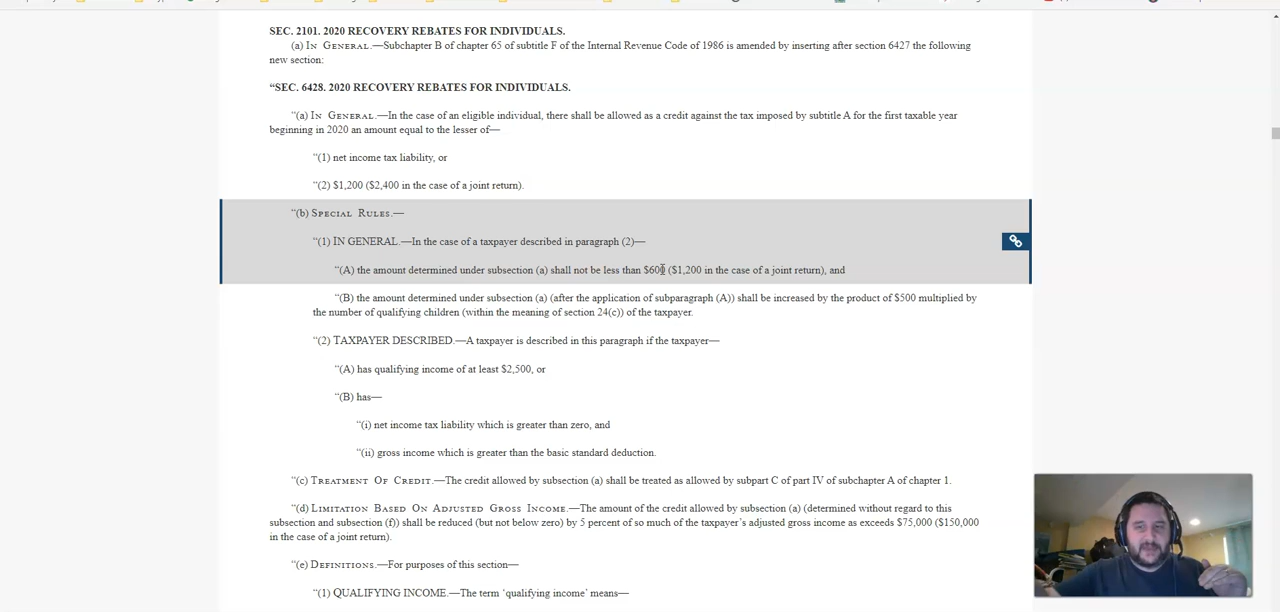 SEC. 2101. 2020 RECOVERY REBATES FOR INDIVIDUALS.
(a) IN GENERAL.—Subchapter B of chapter 65 of subtitle F of the Internal Revenue Code of 1986 is amended by inserting after section 6427 the following
new section:
“SEC. 6428. 2020 RECOVERY REBATES FOR INDIVIDUALS.
“(a) IN GENERAL.—In the case of an eligible individual, there shall be allowed as a credit against the tax imposed by subtitle A for the first taxable year
beginning in 2020 an amount equal to the lesser of—
“(1) net income tax liability, or
“(2) $1,200 ($2,400 in the case of a joint return).
“(b) SPECIAL RULES.—
“(1) IN GENERAL.—In the case of a taxpayer described in paragraph (2)—
“(A) the amount determined under subsection (a) shall not be less than $600 ($1,200 in the case of a joint return), and
“(B) the amount determined under subsection (a) (after the application of subparagraph (A)) shall be increased by the product of $500 multiplied by
the number of qualifying children (within the meaning of section 24(c)) of the taxpayer.
“(2) TAXPAYER DESCRIBED.—A taxpayer is described in this paragraph if the taxpayer—
“(A) has qualifying income of at least $2,500, or
“(B) has—
“(i) net income tax liability which is greater than zero, and
“(ii) gross income which is greater than the basic standard deduction.
“(c) TREATMENT OF CREDIT.—The credit allowed by subsection (a) shall be treated as allowed by subpart C of part IV of subchapter A of chapter 1.
“(d) LIMITATION BASED ON ADJUSTED GROSS INCOME.—The amount of the credit allowed by subsection (a) (determined without regard to this
subsection and subsection (f)) shall be reduced (but not below zero) by 5 percent of so much of the taxpayer’s adjusted gross income as exceeds $75,000 ($150,000
in the case of a joint return).
“(e) DEFINITIONS.—For purposes of this section—
“(1) QUALIFYING INCOME.—The term ‘qualifying income’ means—